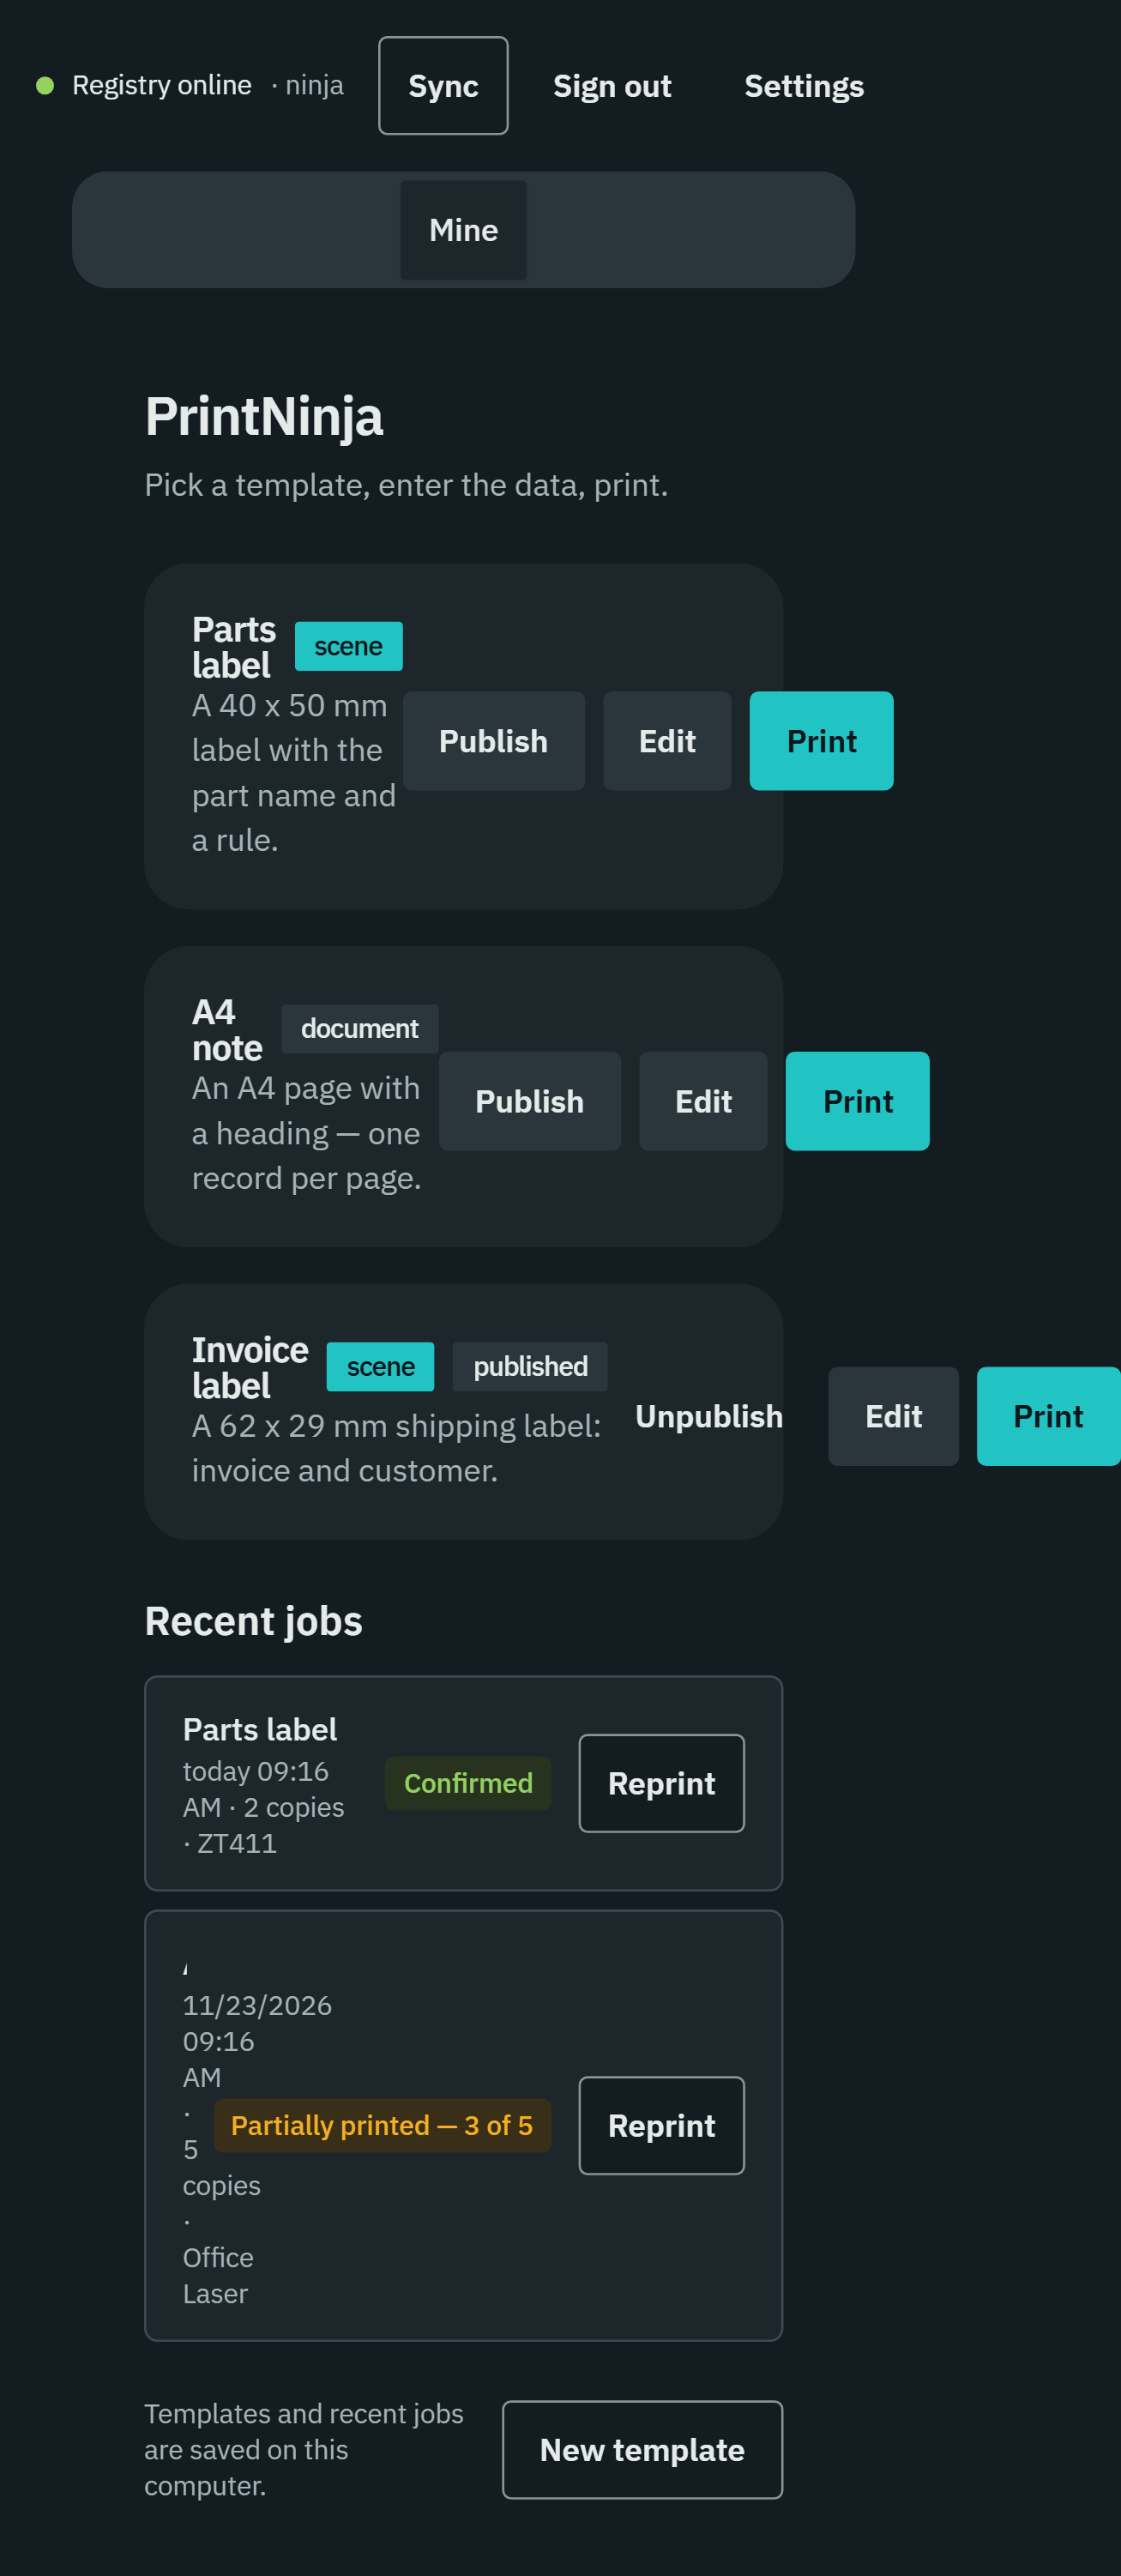 Registry online · ninja Sync Sign out Settings
Mine
PrintNinja
Pick a template, enter the data, print.
Parts
label
scene
A 40 x 50 mm
label with the
part name and
a rule.
Publish Edit Print
A4
note
document
An A4 page with
a heading — one
record per page.
Publish Edit Print
Invoice
label
scene published
A 62 x 29 mm shipping label:
invoice and customer.
Unpublish Edit Print
Recent jobs
Parts label
today 09:16
AM · 2 copies
· ZT411
Confirmed
Reprint
11/23/2026
09:16
AM
·
5
copies
·
Office
Laser
Partially printed — 3 of 5
Reprint
Templates and recent jobs
are saved on this
computer.
New template